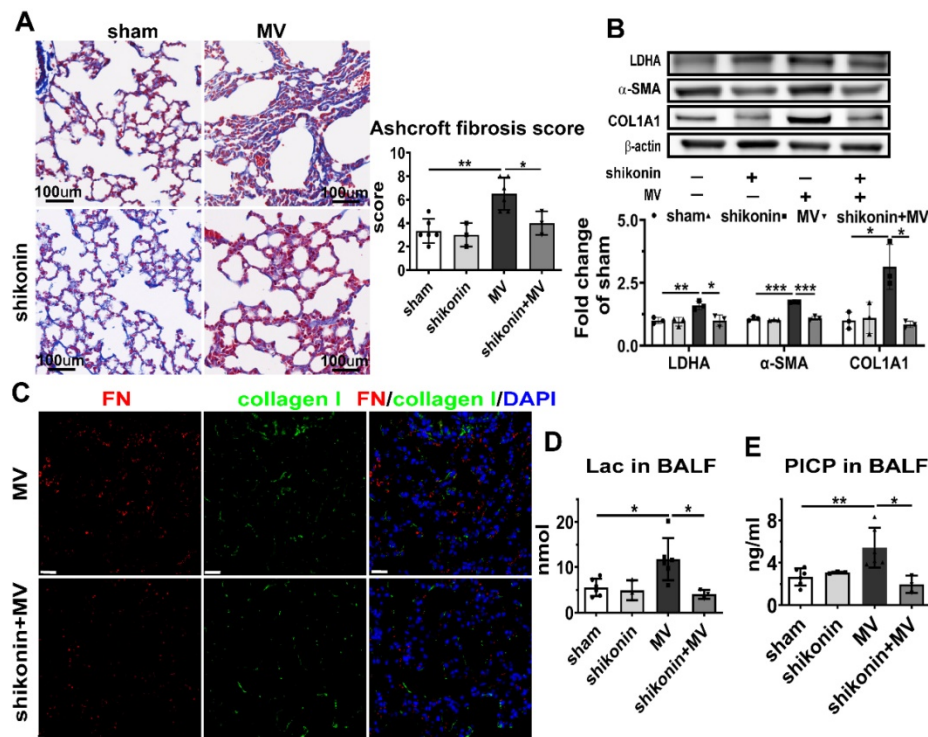 A
sham
MV
shikonin
100um
100um
100um
100um
Ashcroft fibrosis score
score
8
6
4
2
0
**
*
sham
shikonin
MV
shikonin+MV
B
LDHA
α-SMA
COL1A1
β-actin
shikonin — + — +
MV — — + +
sham shikonin MV shikonin+MV
Fold change
of sham
5.0
2.5
0.0
** *
*** ***
* *
LDHA α-SMA COL1A1
C
FN collagen I FN/collagen I/DAPI
MV
shikonin+MV
D
Lac in BALF
nmol
20
15
10
5
0
* *
sham
shikonin
MV
shikonin+MV
E
PICP in BALF
ng/ml
8
4
0
** *
sham
shikonin
MV
shikonin+MV